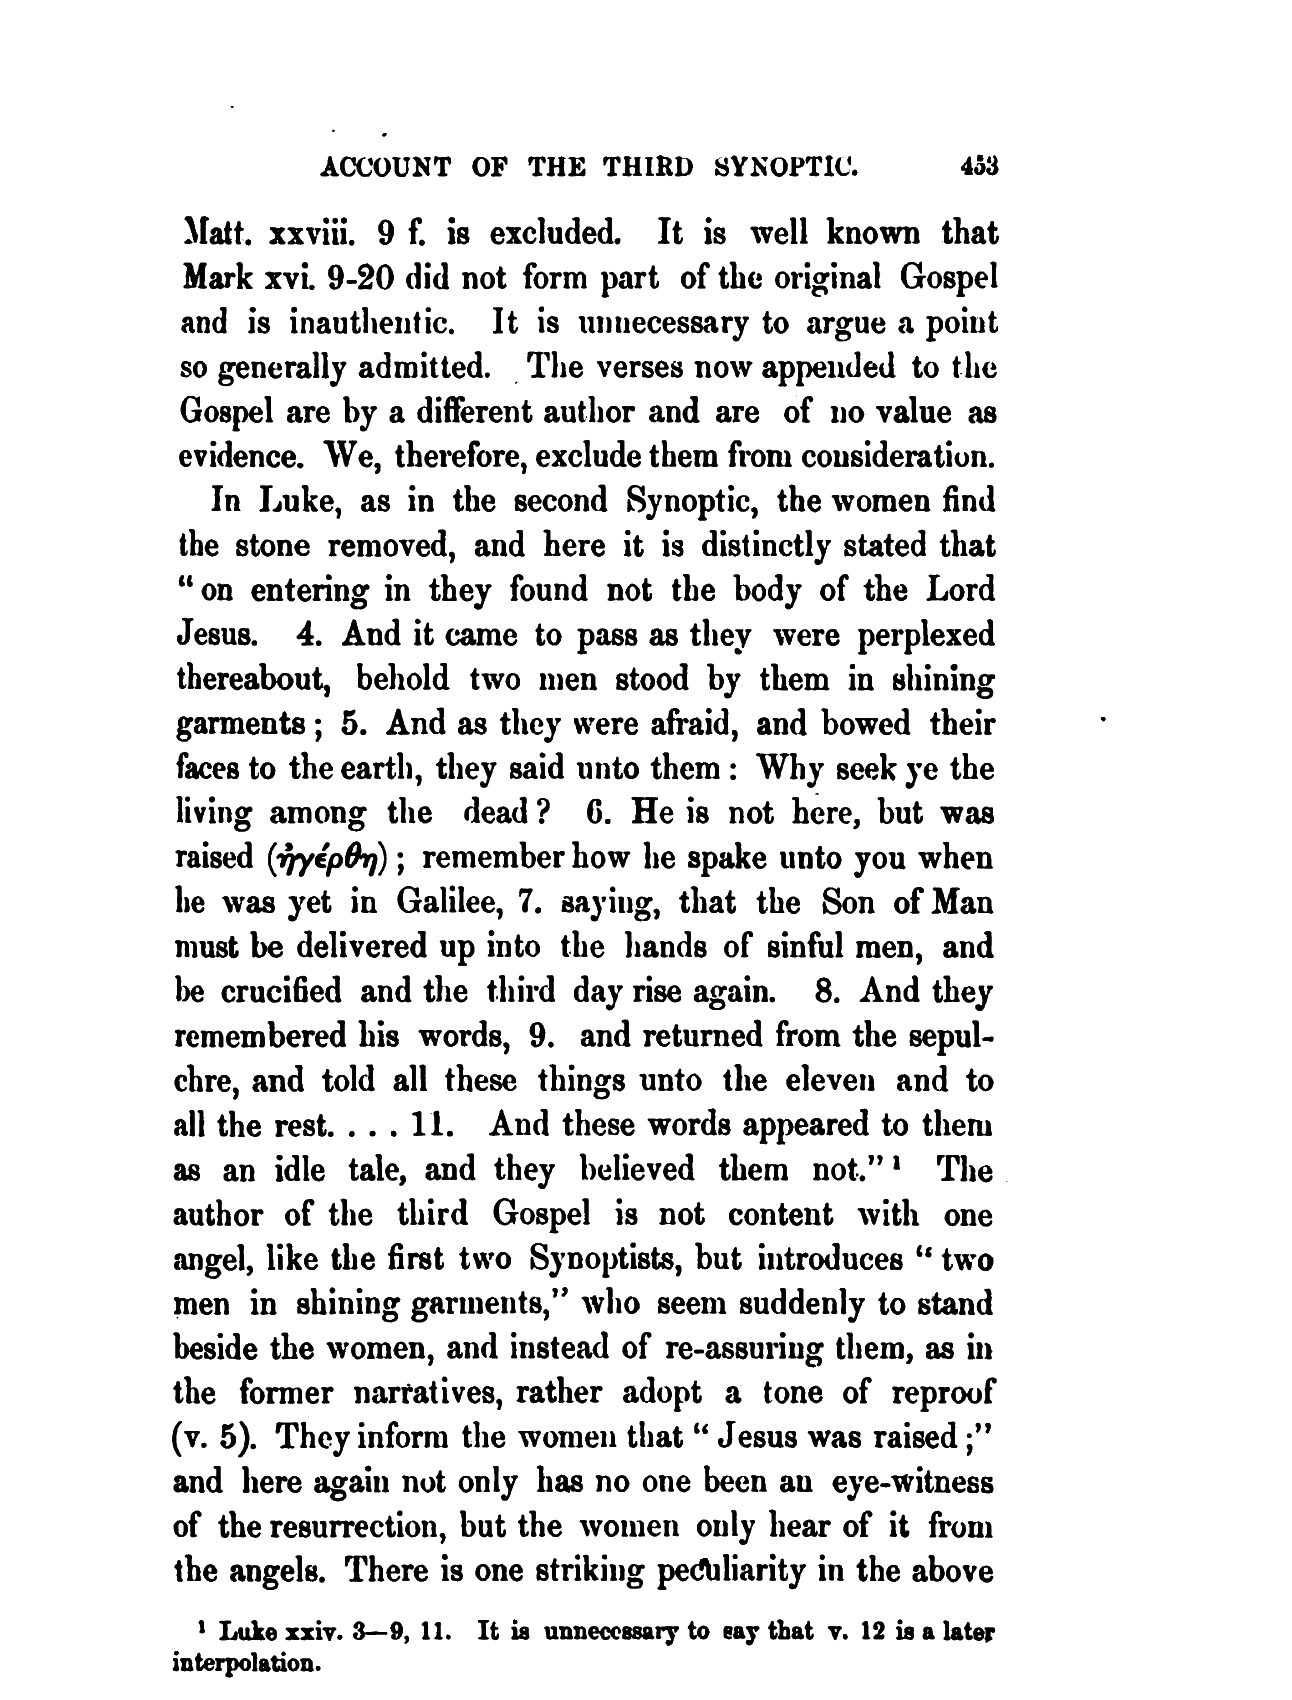 ACCOUNT OF THE THIRD SYNOPTIC. 453
Matt. xxviii. 9 f. is excluded. It is well known that
Mark xvi. 9-20 did not form part of the original Gospel
and is inauthentic. It is unnecessary to argue a point
so generally admitted. The verses now appended to the
Gospel are by a different author and are of no value as
evidence. We, therefore, exclude them from consideration.
In Luke, as in the second Synoptic, the women find
the stone removed, and here it is distinctly stated that
“on entering in they found not the body of the Lord
Jesus. 4. And it came to pass as they were perplexed
thereabout, behold two men stood by them in shining
garments; 5. And as they were afraid, and bowed their
faces to the earth, they said unto them: Why seek ye the
living among the dead? 6. He is not here, but was
raised (ἠγέρθη); remember how he spake unto you when
he was yet in Galilee, 7. saying, that the Son of Man
must be delivered up into the hands of sinful men, and
be crucified and the third day rise again. 8. And they
remembered his words, 9. and returned from the sepul-
chre, and told all these things unto the eleven and to
all the rest. . . . 11. And these words appeared to them
as an idle tale, and they believed them not.”¹ The
author of the third Gospel is not content with one
angel, like the first two Synoptists, but introduces “two
men in shining garments,” who seem suddenly to stand
beside the women, and instead of re-assuring them, as in
the former narratives, rather adopt a tone of reproof
(v. 5). They inform the women that “Jesus was raised;”
and here again not only has no one been an eye-witness
of the resurrection, but the women only hear of it from
the angels. There is one striking peculiarity in the above
¹ Luke xxiv. 3—9, 11. It is unnecessary to say that v. 12 is a later
interpolation.